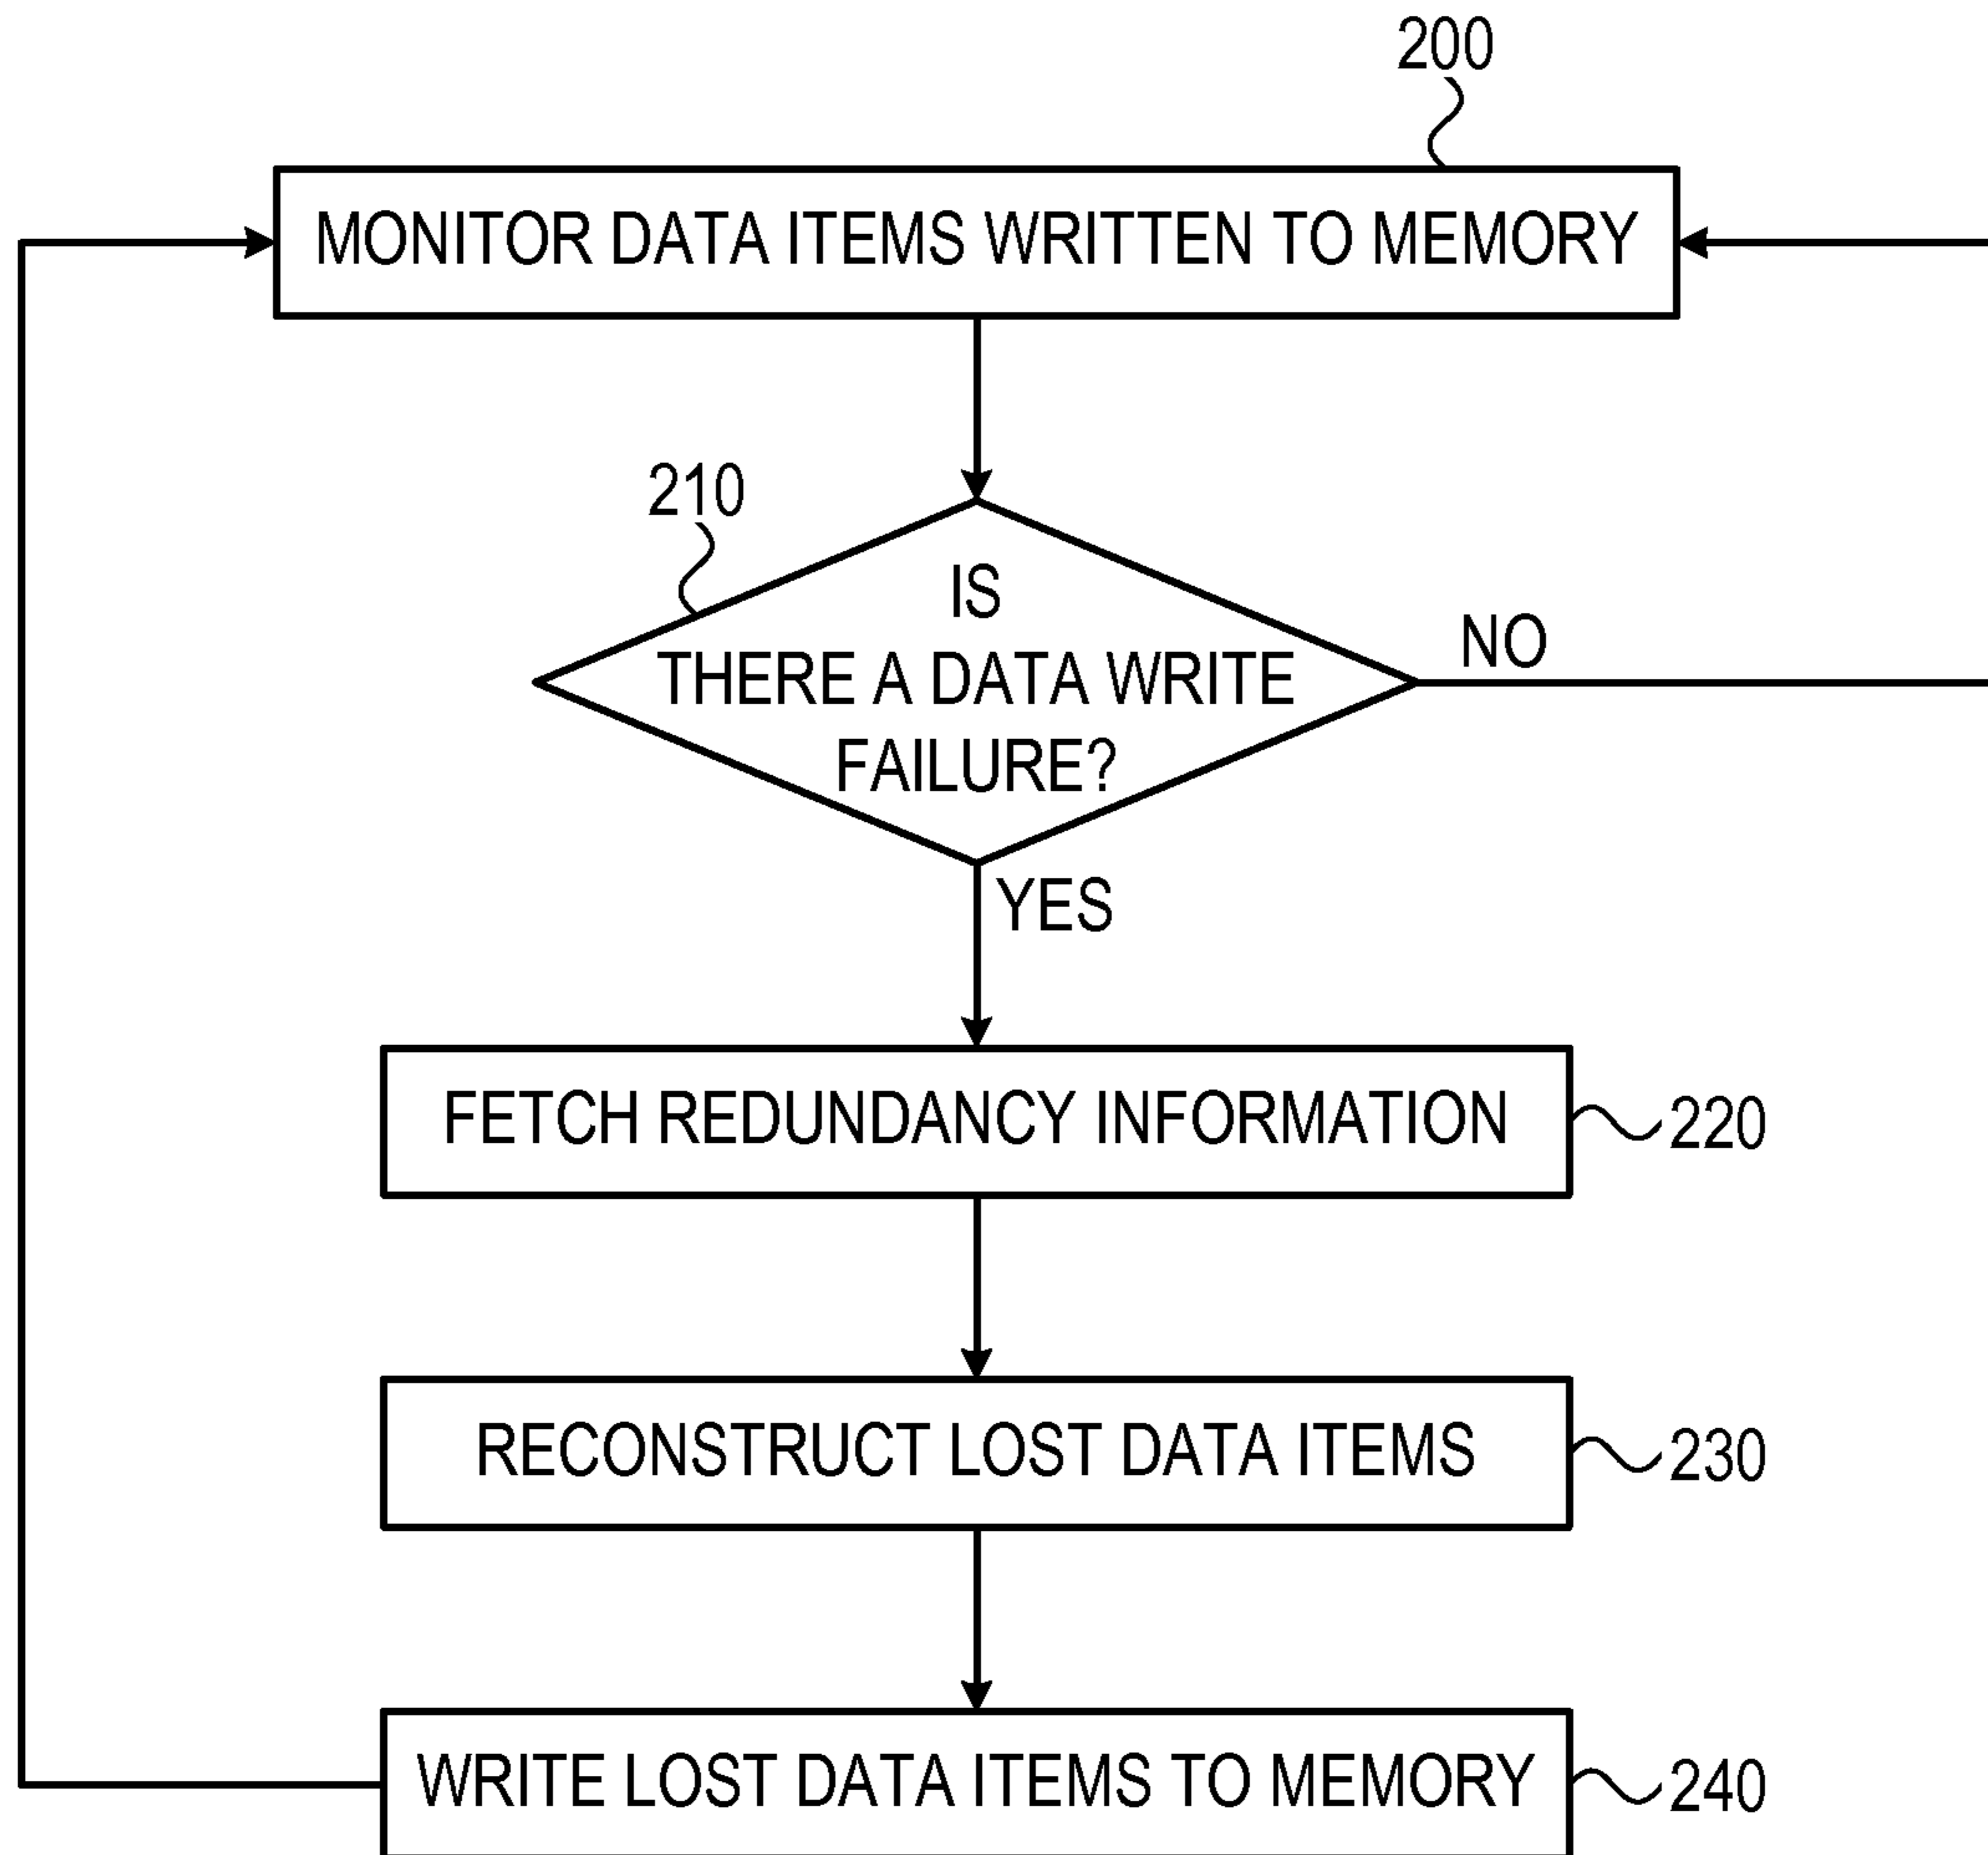 200
MONITOR DATA ITEMS WRITTEN TO MEMORY
210
IS
THERE A DATA WRITE
FAILURE?
NO
YES
FETCH REDUNDANCY INFORMATION
220
RECONSTRUCT LOST DATA ITEMS
230
WRITE LOST DATA ITEMS TO MEMORY
240